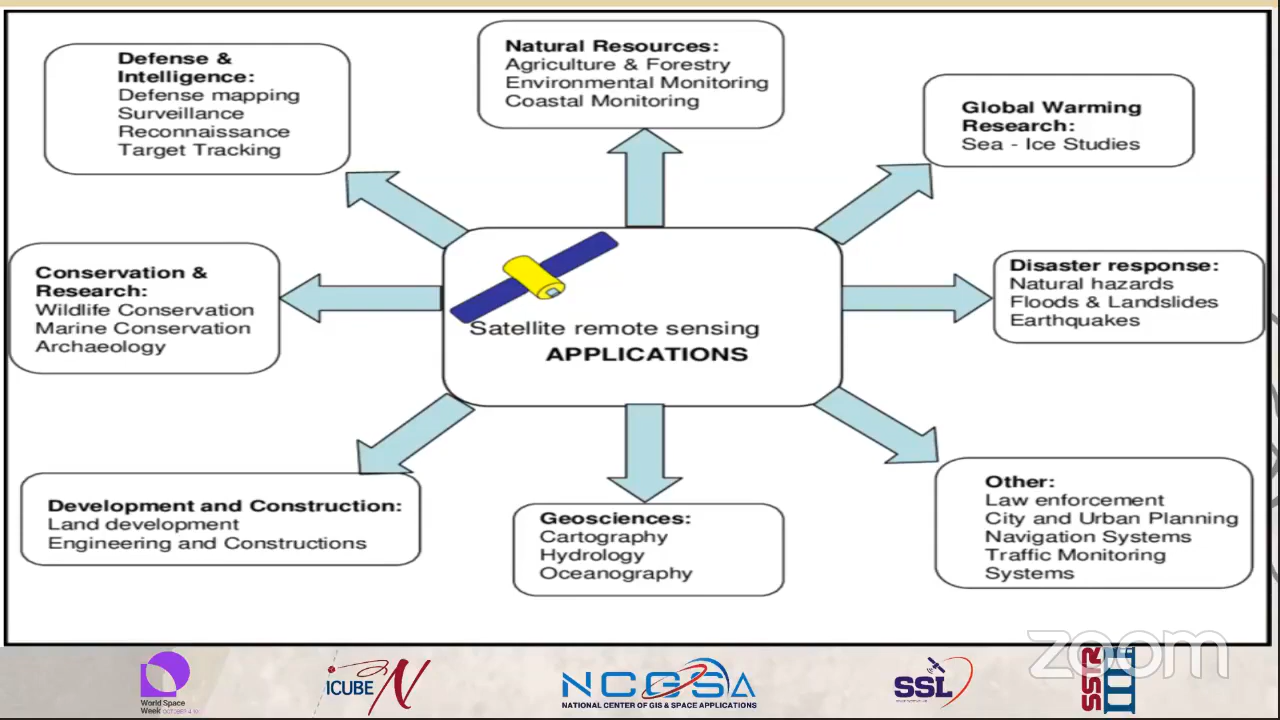 Defense &
Intelligence:
Defense mapping
Surveillance
Reconnaissance
Target Tracking
Natural Resources:
Agriculture & Forestry
Environmental Monitoring
Coastal Monitoring
Global Warming
Research:
Sea - Ice Studies
Conservation &
Research:
Wildlife Conservation
Marine Conservation
Archaeology
Satellite remote sensing
APPLICATIONS
Disaster response:
Natural hazards
Floods & Landslides
Earthquakes
Development and Construction:
Land development
Engineering and Constructions
Geosciences:
Cartography
Hydrology
Oceanography
Other:
Law enforcement
City and Urban Planning
Navigation Systems
Traffic Monitoring
Systems
zoom
World Space
Week
ICUBE N
NCGSA
NATIONAL CENTER OF GIS & SPACE APPLICATIONS
SSL
SSR